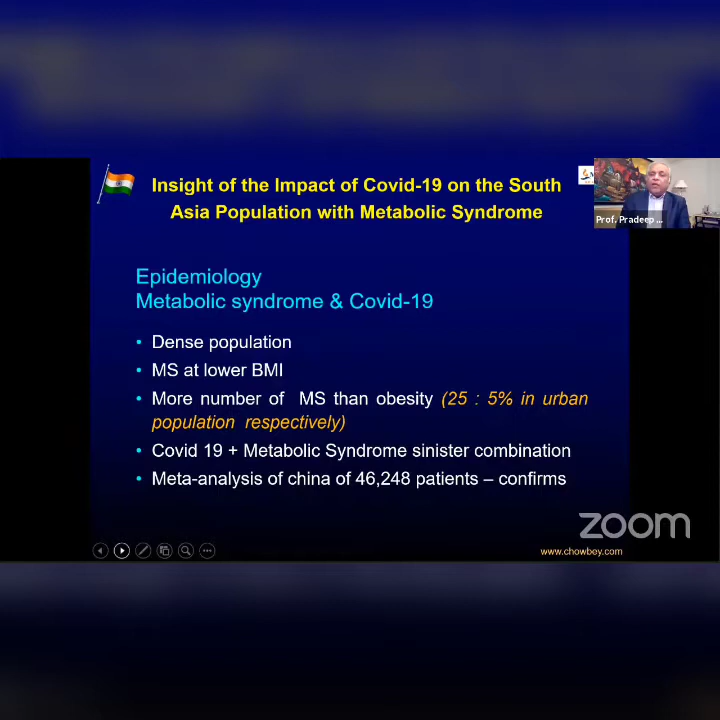 Insight of the Impact of Covid-19 on the South
Asia Population with Metabolic Syndrome
Prof. Pradeep ...
Epidemiology
Metabolic syndrome & Covid-19
• Dense population
• MS at lower BMI
• More number of MS than obesity (25 : 5% in urban
population respectively)
• Covid 19 + Metabolic Syndrome sinister combination
• Meta-analysis of china of 46,248 patients – confirms
zoom
www.chowbey.com